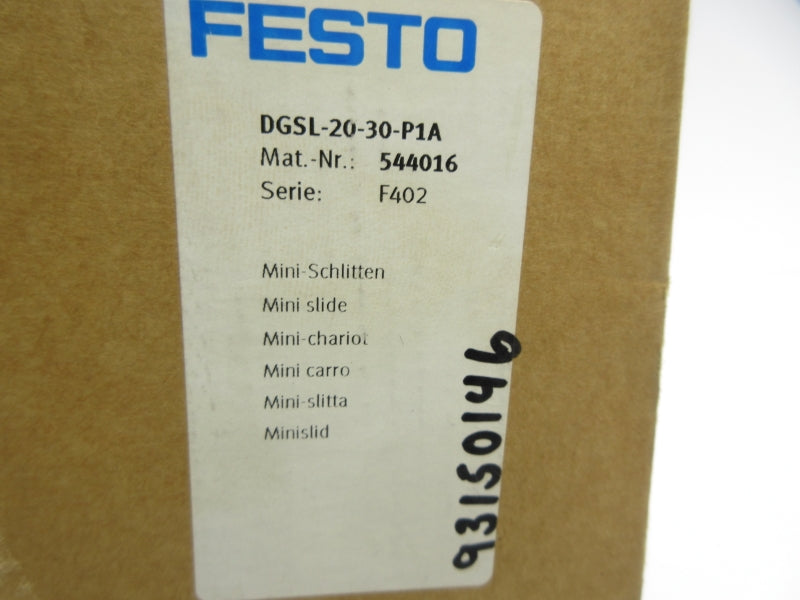 FESTO
DGSL-20-30-P1A
Mat.-Nr.: 544016
Serie: F402
Mini-Schlitten
Mini slide
Mini-chariot
Mini carro
Mini-slitta
Minislid
93150146